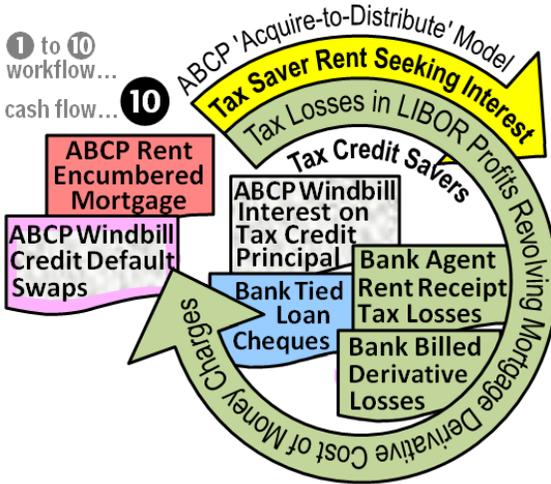 1 to 10
workflow...
cash flow... 10
ABCP 'Acquire-to-Distribute' Model
Tax Saver Rent Seeking Interest
Tax Losses in LIBOR Profits Revolving Mortgage Derivative Cost of Money Charges
Tax Credit Savers
ABCP Rent
Encumbered
Mortgage
ABCP Windbill
Credit Default
Swaps
ABCP Windbill
Interest on
Tax Credit
Principal
Bank Tied
Loan
Cheques
Bank Agent
Rent Receipt
Tax Losses
Bank Billed
Derivative
Losses